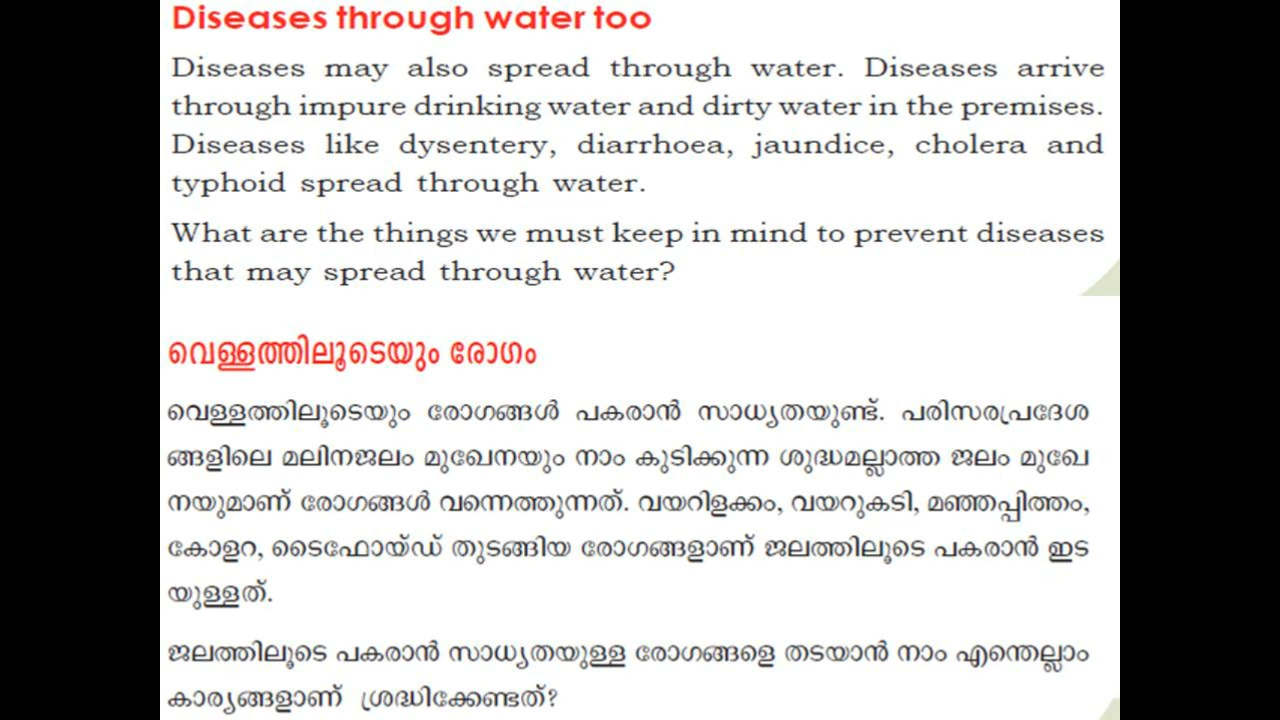 Diseases through water too
Diseases may also spread through water. Diseases arrive
through impure drinking water and dirty water in the premises.
Diseases like dysentery, diarrhoea, jaundice, cholera and
typhoid spread through water.
What are the things we must keep in mind to prevent diseases
that may spread through water?
വെള്ളത്തിലൂടെയും രോഗം
വെള്ളത്തിലൂടെയും രോഗങ്ങൾ പകരാൻ സാധ്യതയുണ്ട്. പരിസരപ്രദേശ
ങ്ങളിലെ മലിനജലം മുഖേനയും നാം കുടിക്കുന്ന ശുദ്ധമല്ലാത്ത ജലം മുഖേ
നയുമാണ് രോഗങ്ങൾ വന്നെത്തുന്നത്. വയറിളക്കം, വയറുകടി, മഞ്ഞപ്പിത്തം,
കോളറ, ടൈഫോയ്ഡ് തുടങ്ങിയ രോഗങ്ങളാണ് ജലത്തിലൂടെ പകരാൻ ഇട
യുള്ളത്.
ജലത്തിലൂടെ പകരാൻ സാധ്യതയുള്ള രോഗങ്ങളെ തടയാൻ നാം എന്തെല്ലാം
കാര്യങ്ങളാണ് ശ്രദ്ധിക്കേണ്ടത്?